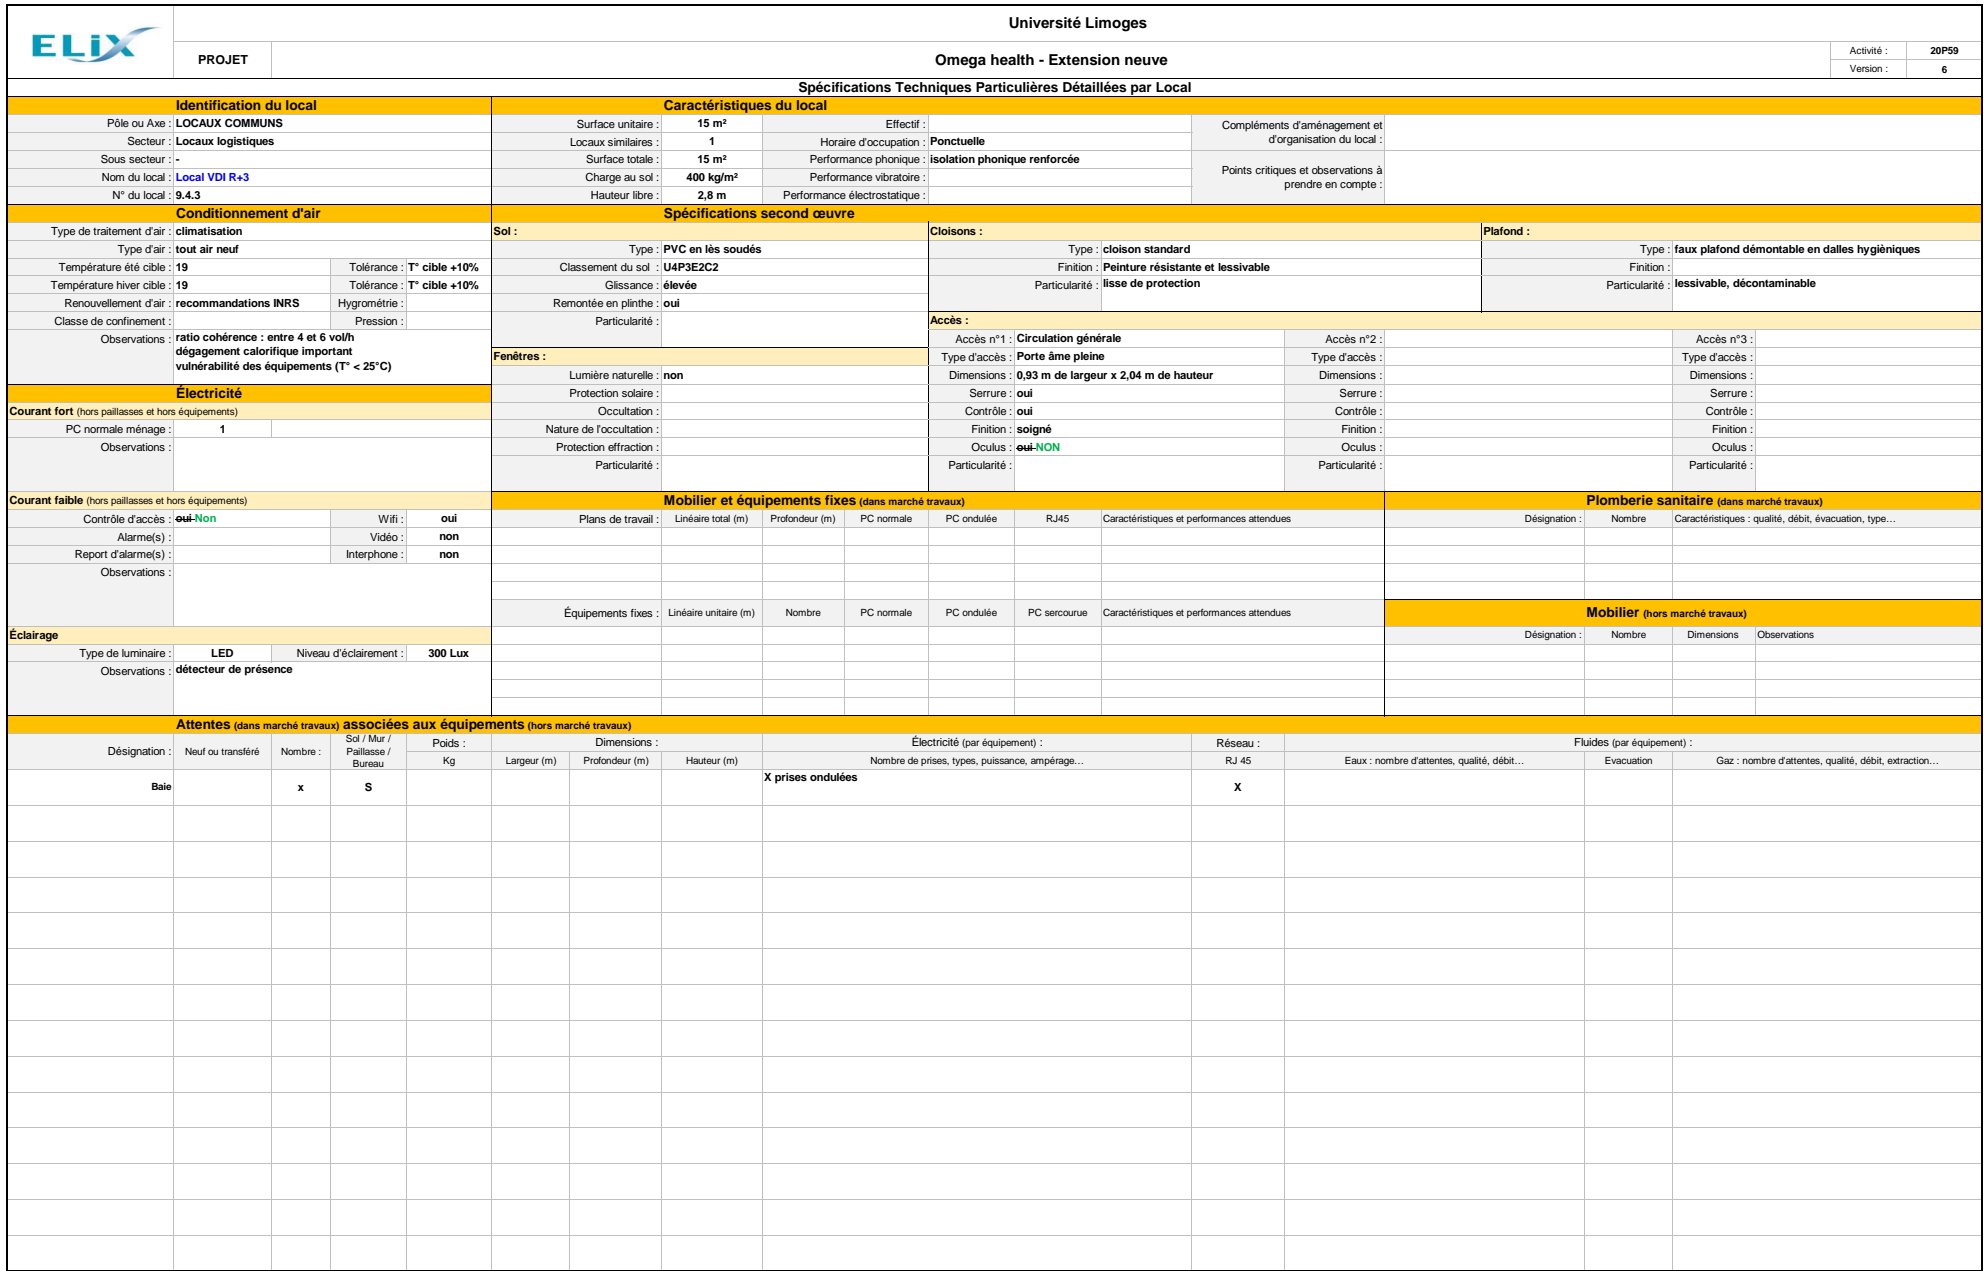 ELiX
Université Limoges
PROJET
Omega health - Extension neuve
Activité : 20P59
Version : 6
Spécifications Techniques Particulières Détaillées par Local
Identification du local
Pôle ou Axe : LOCAUX COMMUNS
Secteur : Locaux logistiques
Sous secteur : -
Nom du local : Local VDI R+3
N° du local : 9.4.3
Caractéristiques du local
Surface unitaire : 15 m² Effectif :
Locaux similaires : 1 Horaire d'occupation : Ponctuelle
Surface totale : 15 m² Performance phonique : isolation phonique renforcée
Charge au sol : 400 kg/m² Performance vibratoire :
Hauteur libre : 2,8 m Performance électrostatique :
Compléments d'aménagement et
d'organisation du local :
Points critiques et observations à
prendre en compte :
Conditionnement d'air
Type de traitement d'air : climatisation
Type d'air : tout air neuf
Température été cible : 19 Tolérance : T° cible +10%
Température hiver cible : 19 Tolérance : T° cible +10%
Renouvellement d'air : recommandations INRS Hygrométrie :
Classe de confinement : Pression :
Observations : ratio cohérence : entre 4 et 6 vol/h
dégagement calorifique important
vulnérabilité des équipements (T° < 25°C)
Électricité
Courant fort (hors paillasses et hors équipements)
PC normale ménage : 1
Observations :
Courant faible (hors paillasses et hors équipements)
Contrôle d'accès : oui Non Wifi : oui
Alarme(s) : Vidéo : non
Report d'alarme(s) : Interphone : non
Observations :
Éclairage
Type de luminaire : LED Niveau d'éclairement : 300 Lux
Observations : détecteur de présence
Spécifications second œuvre
Sol :
Type : PVC en lès soudés
Classement du sol : U4P3E2C2
Glissance : élevée
Remontée en plinthe : oui
Particularité :
Fenêtres :
Lumière naturelle : non
Protection solaire :
Occultation :
Nature de l'occultation :
Protection effraction :
Particularité :
Cloisons :
Type : cloison standard
Finition : Peinture résistante et lessivable
Particularité : lisse de protection
Plafond :
Type : faux plafond démontable en dalles hygièniques
Finition :
Particularité : lessivable, décontaminable
Accès :
Accès n°1 : Circulation générale Accès n°2 : Accès n°3 :
Type d'accès : Porte âme pleine Type d'accès : Type d'accès :
Dimensions : 0,93 m de largeur x 2,04 m de hauteur Dimensions : Dimensions :
Serrure : oui Serrure : Serrure :
Contrôle : oui Contrôle : Contrôle :
Finition : soigné Finition : Finition :
Oculus : oui NON Oculus : Oculus :
Particularité : Particularité : Particularité :
Mobilier et équipements fixes (dans marché travaux)
Plans de travail : Linéaire total (m) Profondeur (m) PC normale PC ondulée RJ45 Caractéristiques et performances attendues
Équipements fixes : Linéaire unitaire (m) Nombre PC normale PC ondulée PC sercourue Caractéristiques et performances attendues
Plomberie sanitaire (dans marché travaux)
Désignation : Nombre Caractéristiques : qualité, débit, évacuation, type…
Mobilier (hors marché travaux)
Désignation : Nombre Dimensions Observations
Attentes (dans marché travaux) associées aux équipements (hors marché travaux)
Désignation : Neuf ou transféré Nombre : Sol / Mur /
Paillasse /
Bureau
Poids : Dimensions : Électricité (par équipement) : Réseau : Fluides (par équipement) :
Kg Largeur (m) Profondeur (m) Hauteur (m) Nombre de prises, types, puissance, ampérage… RJ 45 Eaux : nombre d'attentes, qualité, débit… Evacuation Gaz : nombre d'attentes, qualité, débit, extraction…
Baie x S X prises ondulées X